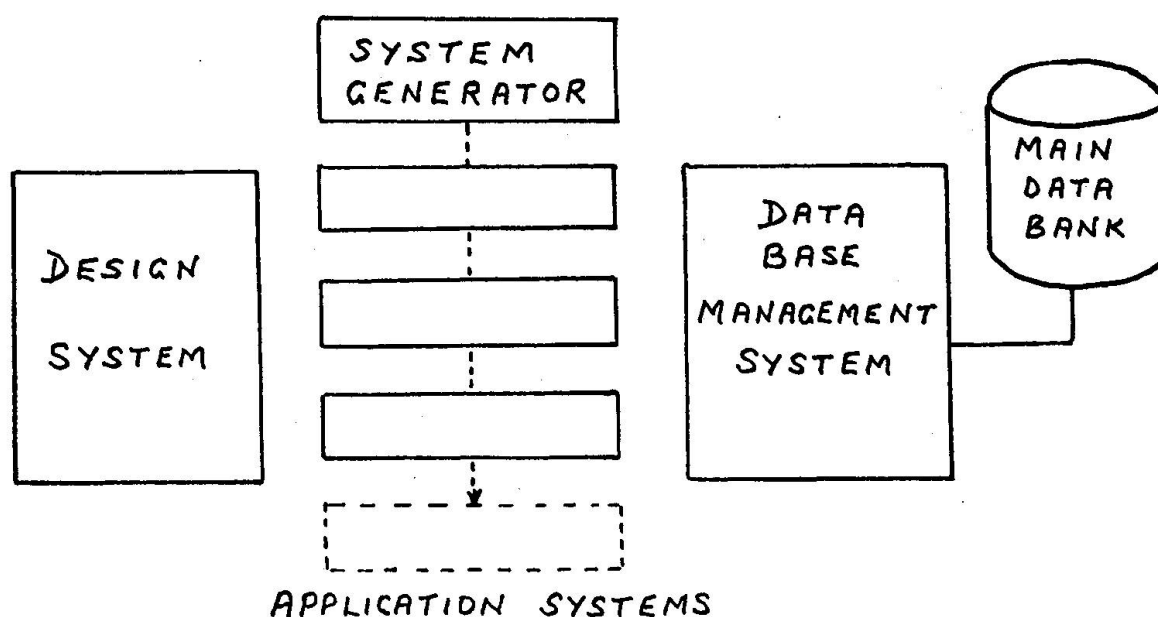 SYSTEM
GENERATOR
DESIGN
SYSTEM
DATA
BASE
MANAGEMENT
SYSTEM
MAIN
DATA
BANK
APPLICATION SYSTEMS